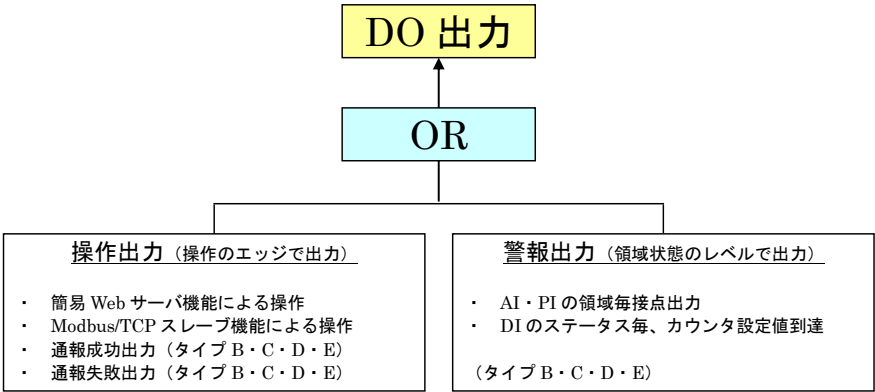 DO 出力
OR
操作出力（操作のエッジで出力）
・ 簡易 Web サーバ機能による操作
・ Modbus/TCP スレーブ機能による操作
・ 通報成功出力（タイプ B・C・D・E）
・ 通報失敗出力（タイプ B・C・D・E）
警報出力（領域状態のレベルで出力）
・ AI・PI の領域毎接点出力
・ DI のステータス毎、カウンタ設定値到達
（タイプ B・C・D・E）